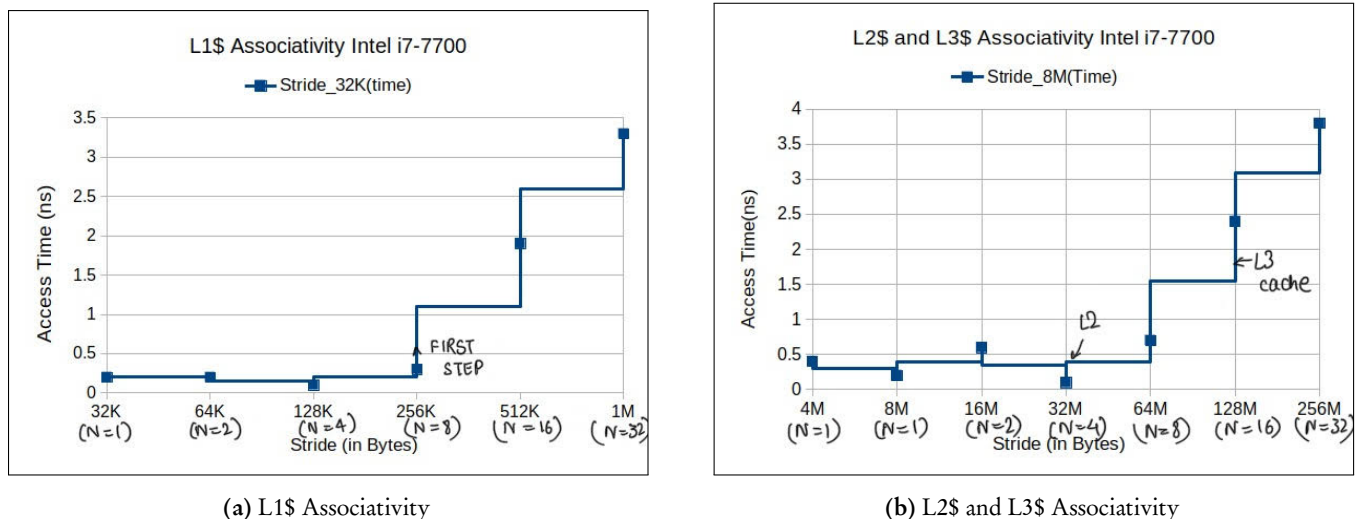 L1$ Associativity Intel i7-7700
Stride_32K(time)
3.5
3
2.5
2
1.5
1
0.5
0
Access Time (ns)
FIRST
STEP
32K 64K 128K 256K 512K 1M
(N=1) (N=2) (N=4) (N=8) (N=16) (N=32)
Stride (in Bytes)
(a) L1$ Associativity
L2$ and L3$ Associativity Intel i7-7700
Stride_8M(Time)
4
3.5
3
2.5
2
1.5
1
0.5
0
Access Time(ns)
L3
cache
L2
4M 8M 16M 32M 64M 128M 256M
(N=1) (N=1) (N=2) (N=4) (N=8) (N=16) (N=32)
Stride (In Bytes)
(b) L2$ and L3$ Associativity